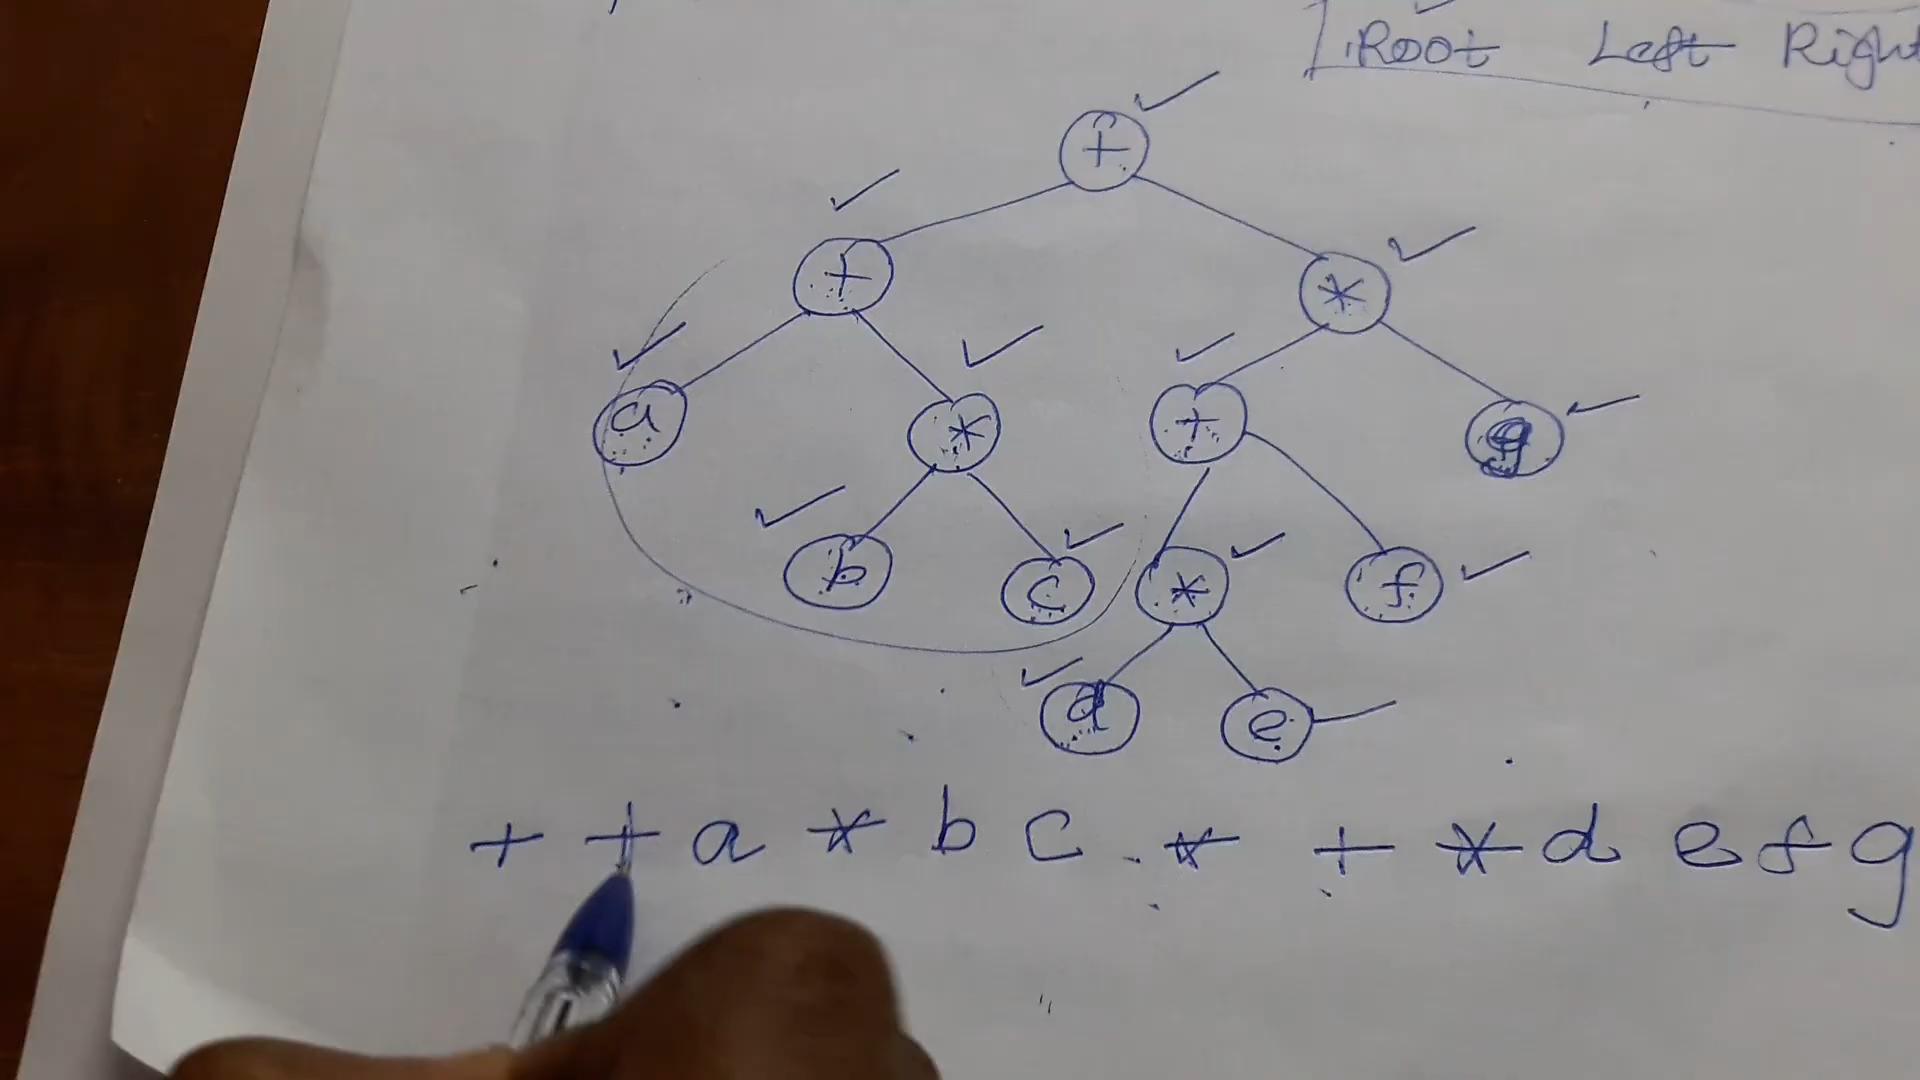 Root Left Right
+
+ *
a * + g
b c * f
d e
+ + a * b c * + * d e f g